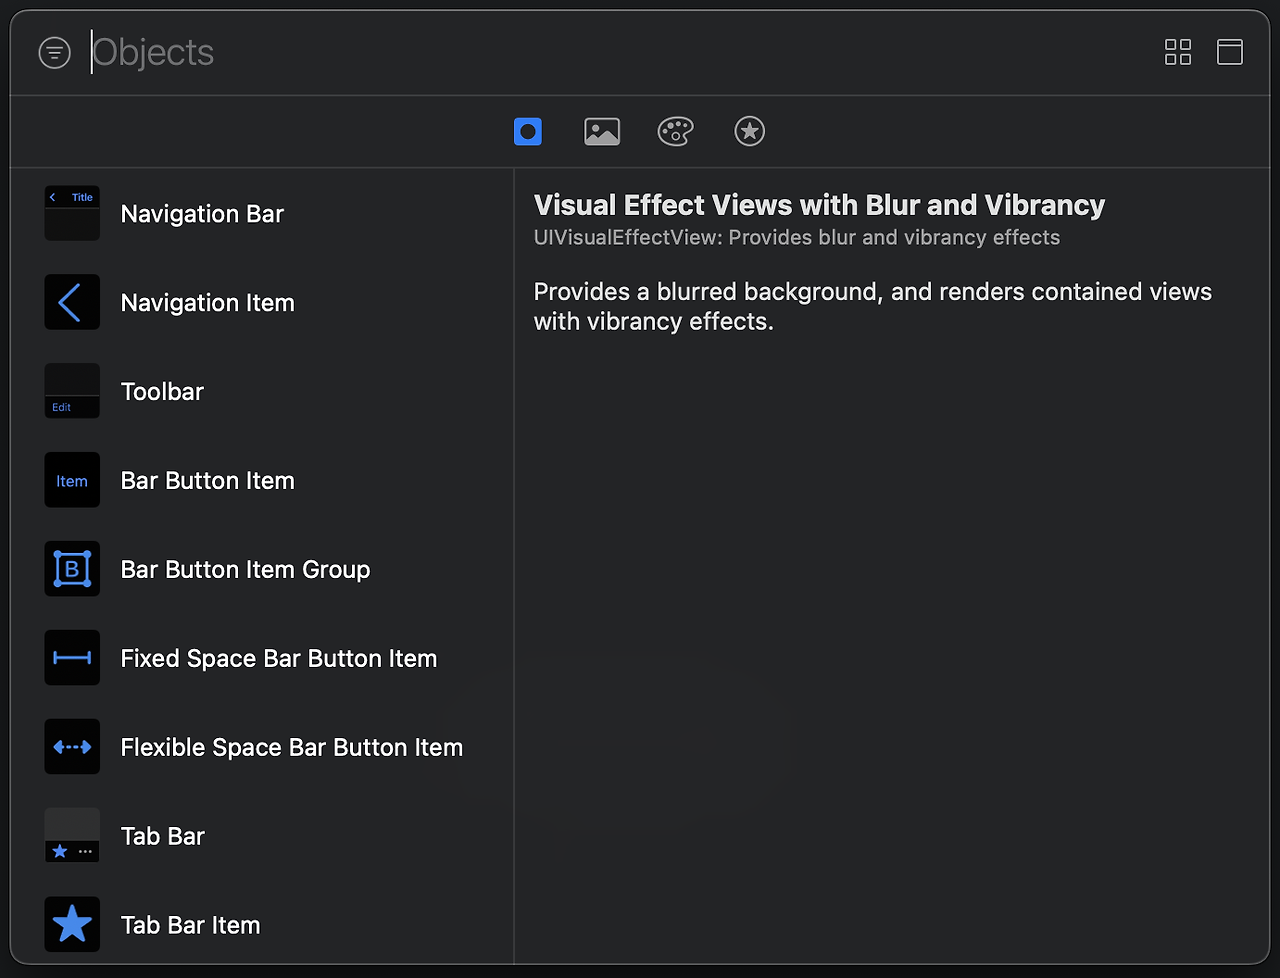 Objects
Title
Navigation Bar
Navigation Item
Edit
Toolbar
Item
Bar Button Item
B
Bar Button Item Group
Fixed Space Bar Button Item
Flexible Space Bar Button Item
Tab Bar
Tab Bar Item
Visual Effect Views with Blur and Vibrancy
UIVisualEffectView: Provides blur and vibrancy effects
Provides a blurred background, and renders contained views
with vibrancy effects.